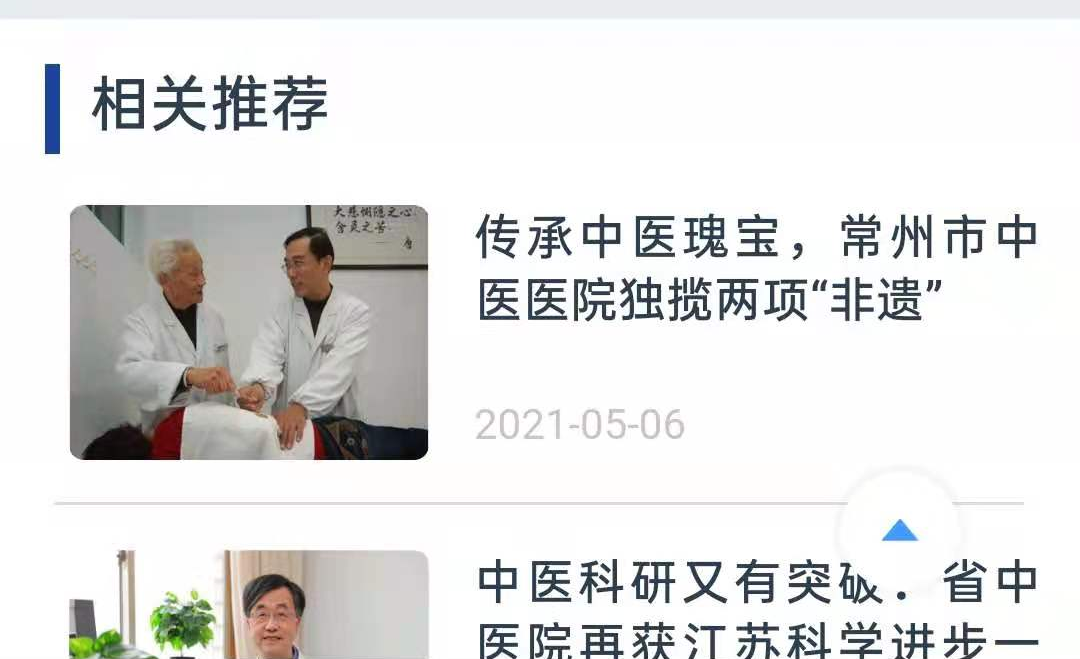 相关推荐
大慈恻隐之心
含灵之苦
传承中医瑰宝，常州市中
医医院独揽两项“非遗”
2021-05-06
中医科研又有突破！省中
医院再获江苏科学进步一